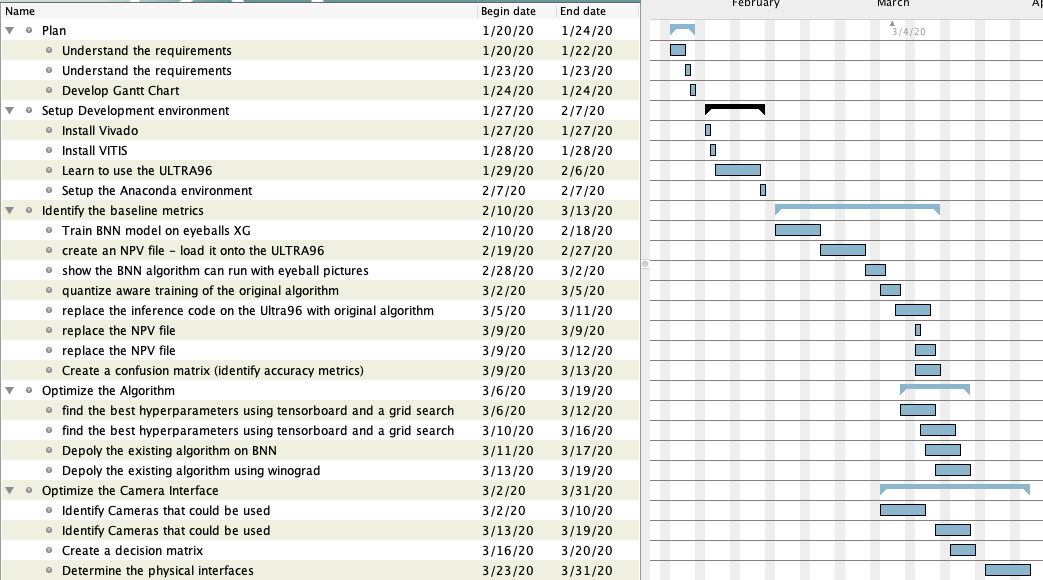 Name Begin date End date February March Ap
Plan 1/20/20 1/24/20 3/4/20
Understand the requirements 1/20/20 1/22/20
Understand the requirements 1/23/20 1/23/20
Develop Gantt Chart 1/24/20 1/24/20
Setup Development environment 1/27/20 2/7/20
Install Vivado 1/27/20 1/27/20
Install VITIS 1/28/20 1/28/20
Learn to use the ULTRA96 1/29/20 2/6/20
Setup the Anaconda environment 2/7/20 2/7/20
Identify the baseline metrics 2/10/20 3/13/20
Train BNN model on eyeballs XG 2/10/20 2/18/20
create an NPV file – load it onto the ULTRA96 2/19/20 2/27/20
show the BNN algorithm can run with eyeball pictures 2/28/20 3/2/20
quantize aware training of the original algorithm 3/2/20 3/5/20
replace the inference code on the Ultra96 with original algorithm 3/5/20 3/11/20
replace the NPV file 3/9/20 3/9/20
replace the NPV file 3/9/20 3/12/20
Create a confusion matrix (identify accuracy metrics) 3/9/20 3/13/20
Optimize the Algorithm 3/6/20 3/19/20
find the best hyperparameters using tensorboard and a grid search 3/6/20 3/12/20
find the best hyperparameters using tensorboard and a grid search 3/10/20 3/16/20
Depoly the existing algorithm on BNN 3/11/20 3/17/20
Depoly the existing algorithm using winograd 3/13/20 3/19/20
Optimize the Camera Interface 3/2/20 3/31/20
Identify Cameras that could be used 3/2/20 3/10/20
Identify Cameras that could be used 3/13/20 3/19/20
Create a decision matrix 3/16/20 3/20/20
Determine the physical interfaces 3/23/20 3/31/20